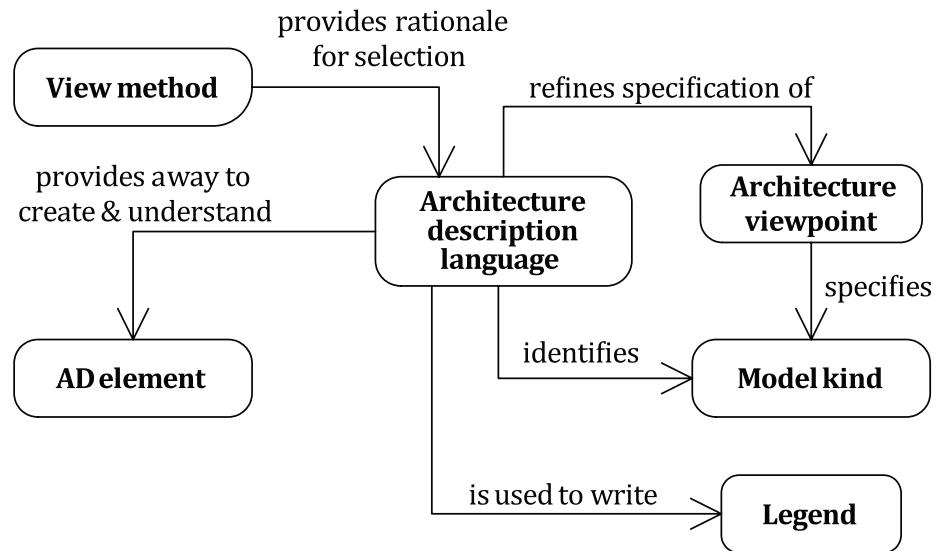 provides rationale
for selection
View method
refines specification of
provides away to
create & understand
Architecture
description
language
Architecture
viewpoint
specifies
identifies
AD element
Model kind
is used to write
Legend